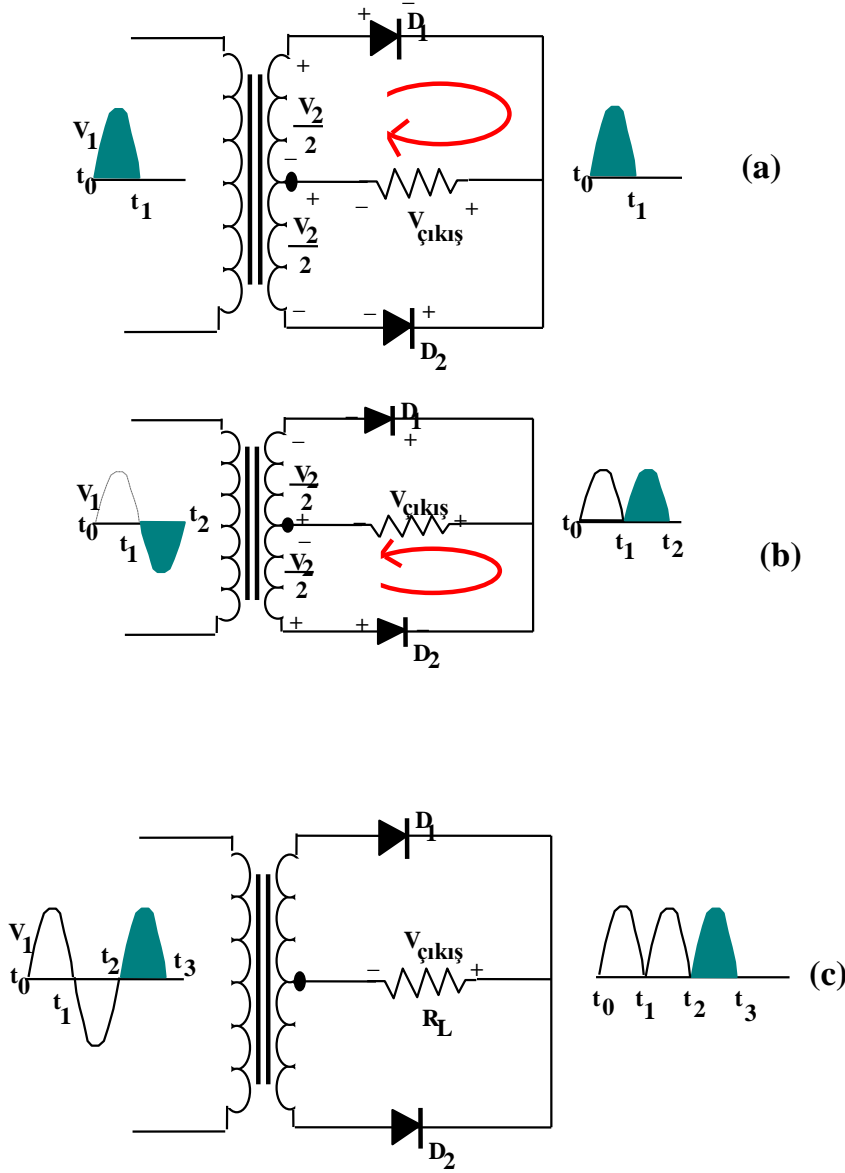 + − D1
+
V1
V2
2
t0
t1
−
+
− +
Vçıkış
V2
2
t0
t1
(a)
−
− +
D2
− D1
+
−
V1
V2
2
t0
t1
t2
+
−
Vçıkış
− +
V2
2
t0
t1 t2
(b)
+ + −
D2
D1
V1
t0
t1
t2
t3
Vçıkış
− +
RL
t0 t1 t2 t3
(c)
D2